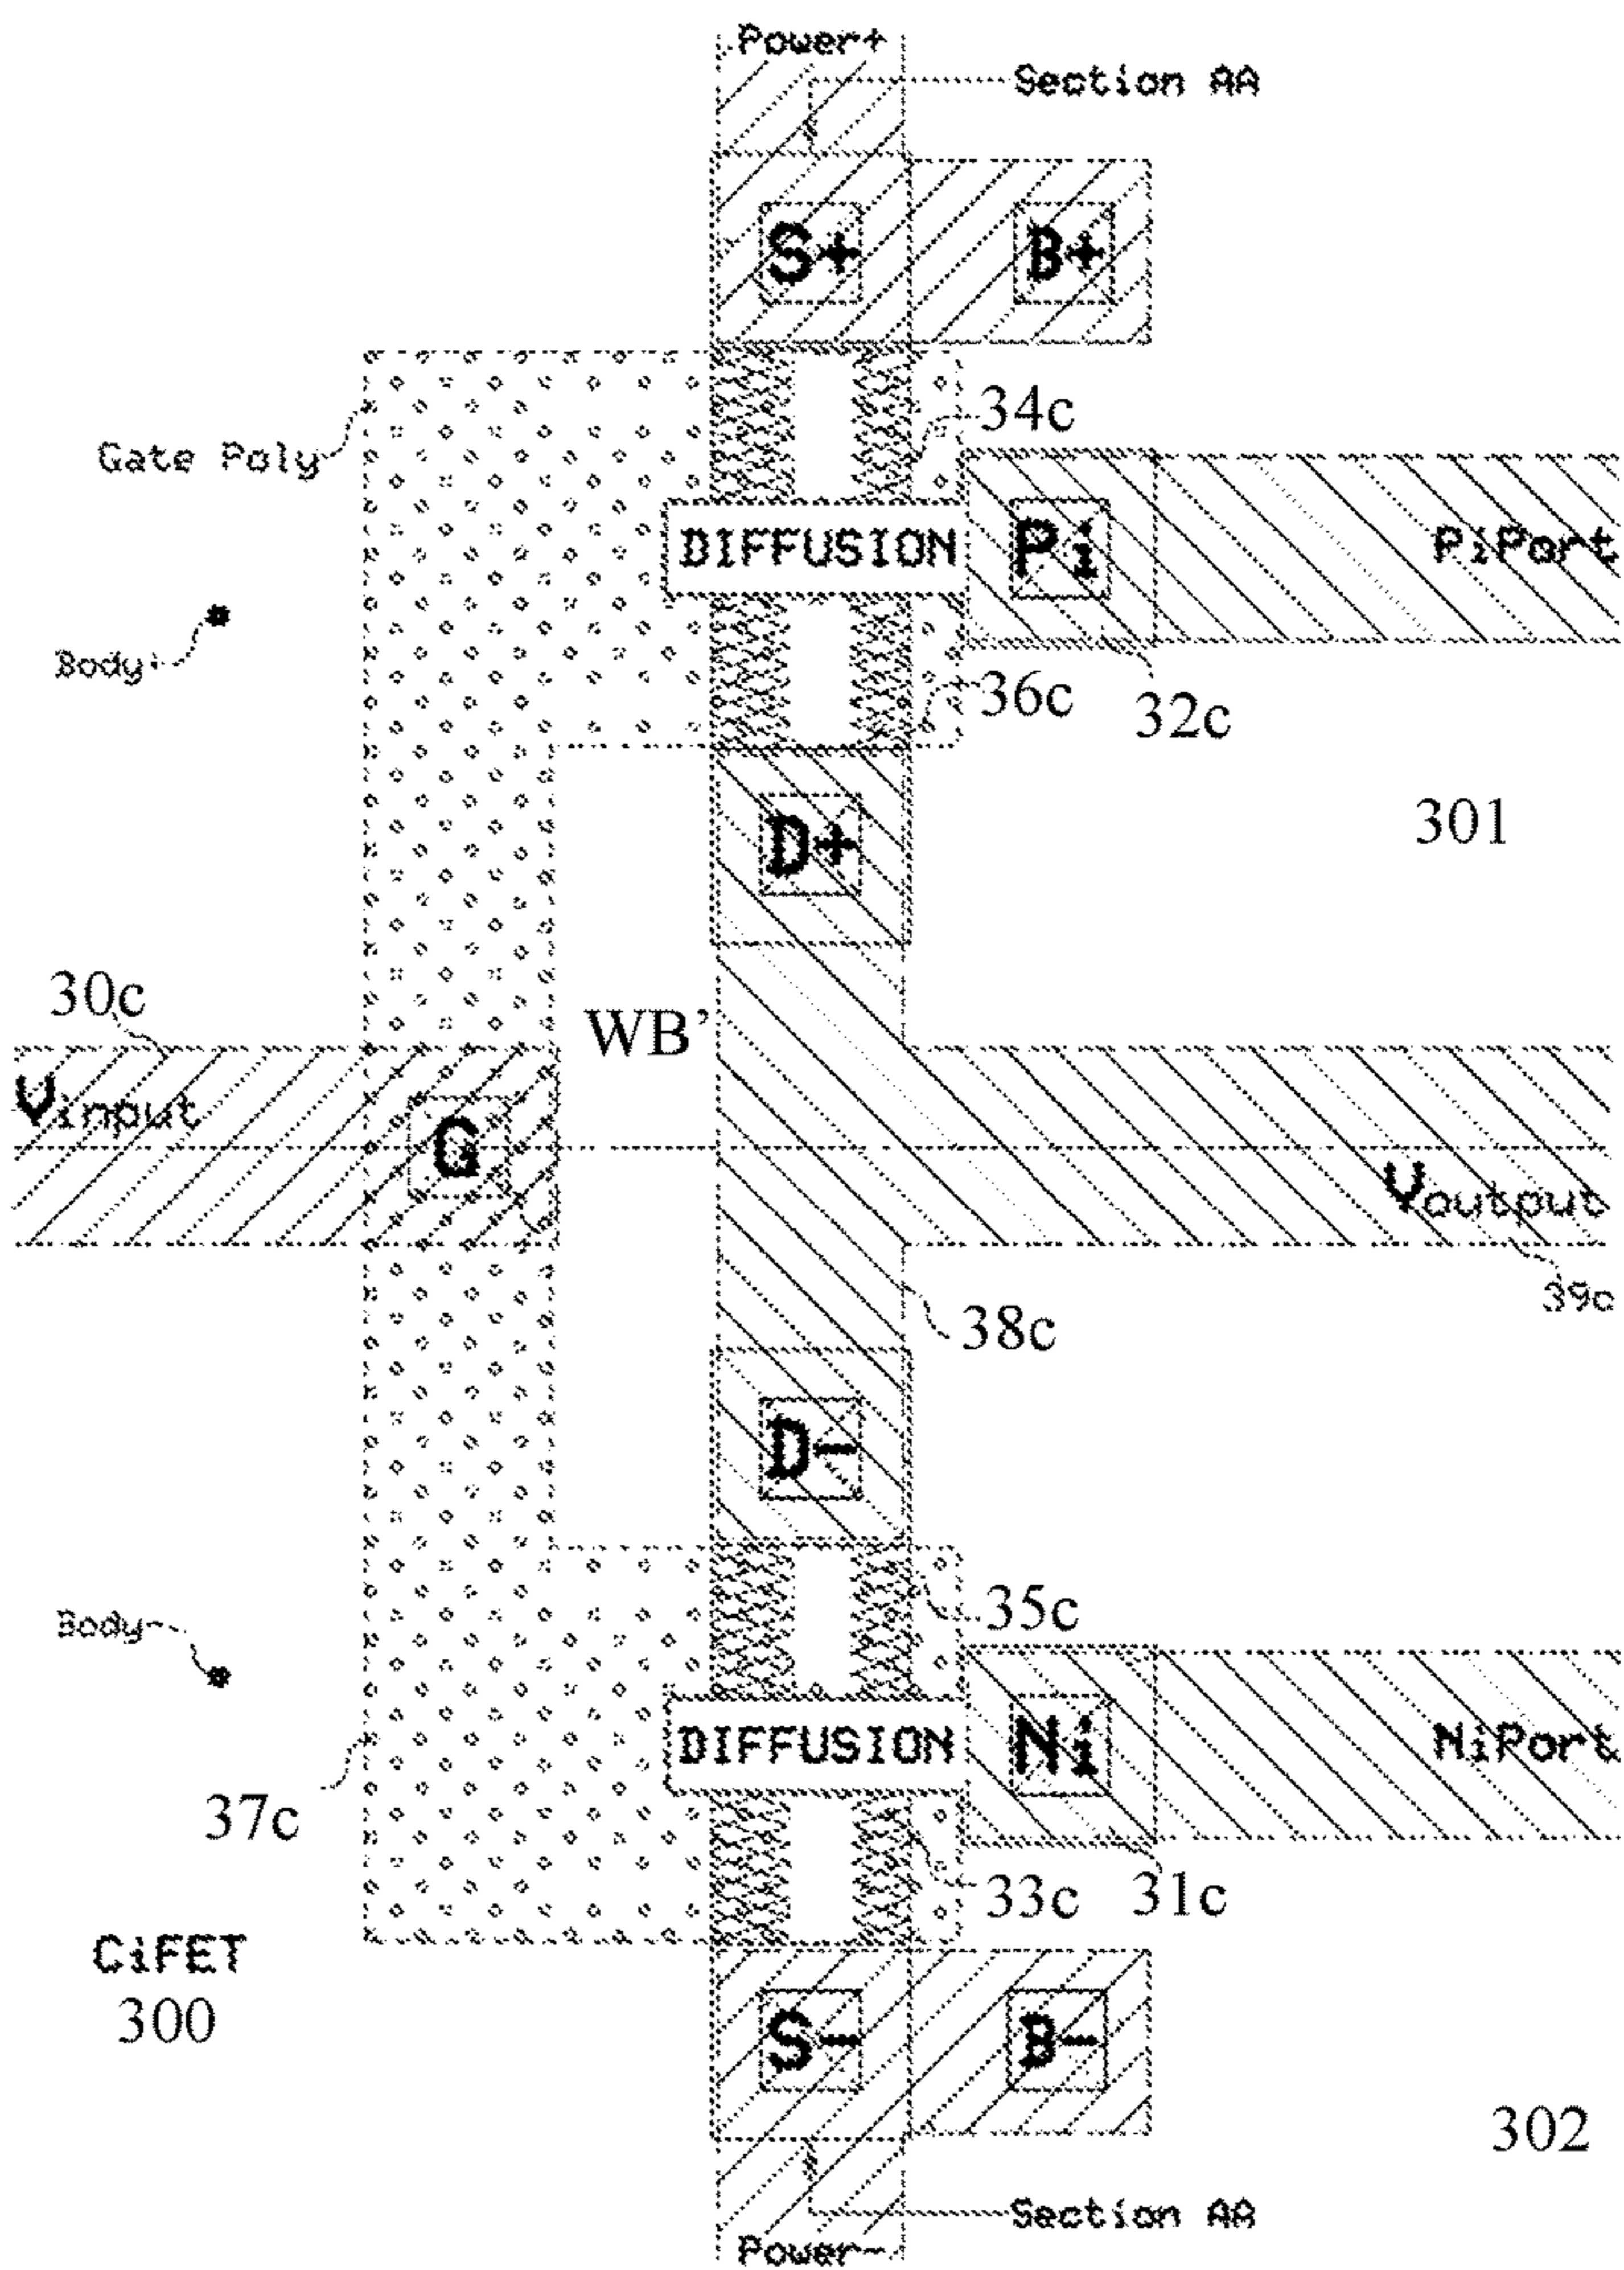 Power+
Section AA
S+ B+
34c
Gate Poly
DIFFUSION Pi PiPort
Body+
36c
32c
301
D+
30c
WB'
Vinput
G
Voutput
39c
38c
D-
35c
Body-
DIFFUSION Ni NiPort
37c
33c 31c
CiFET
300
S- B-
302
Section AA
Power-